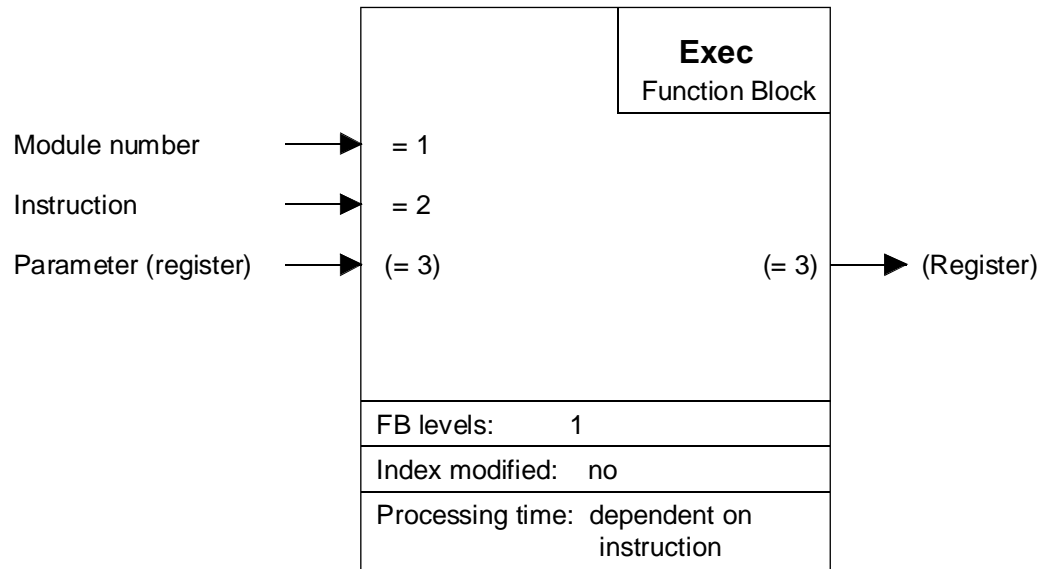 Exec
Function Block
Module number = 1
Instruction = 2
Parameter (register) (= 3) (= 3) (Register)
FB levels: 1
Index modified: no
Processing time: dependent on
instruction